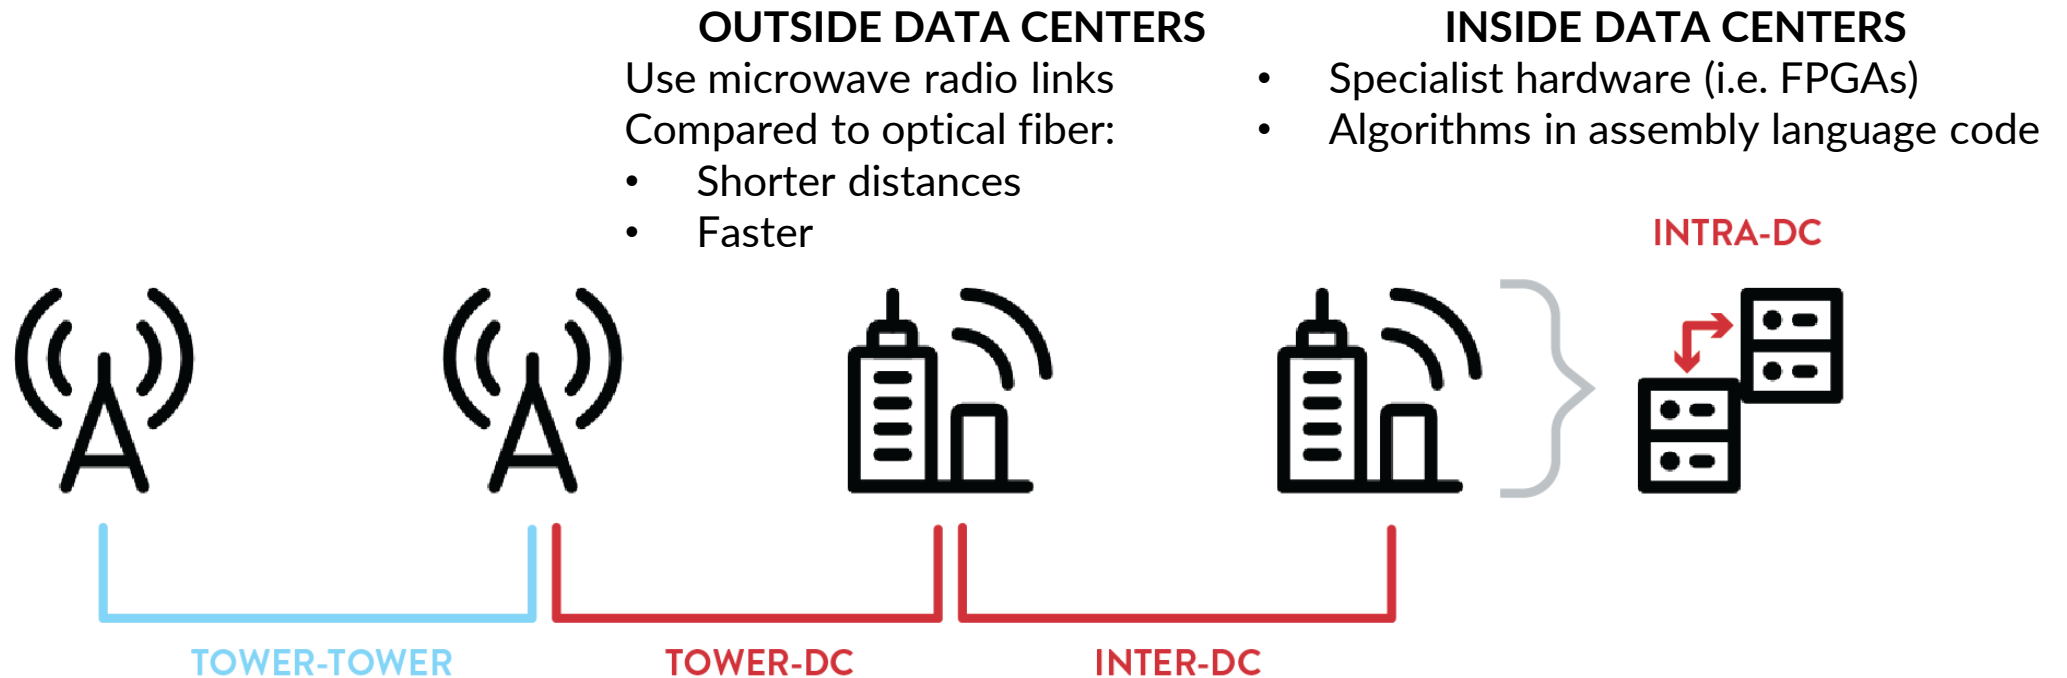 OUTSIDE DATA CENTERS
Use microwave radio links
Compared to optical fiber:
• Shorter distances
• Faster
INSIDE DATA CENTERS
• Specialist hardware (i.e. FPGAs)
• Algorithms in assembly language code
INTRA-DC
TOWER-TOWER
TOWER-DC
INTER-DC